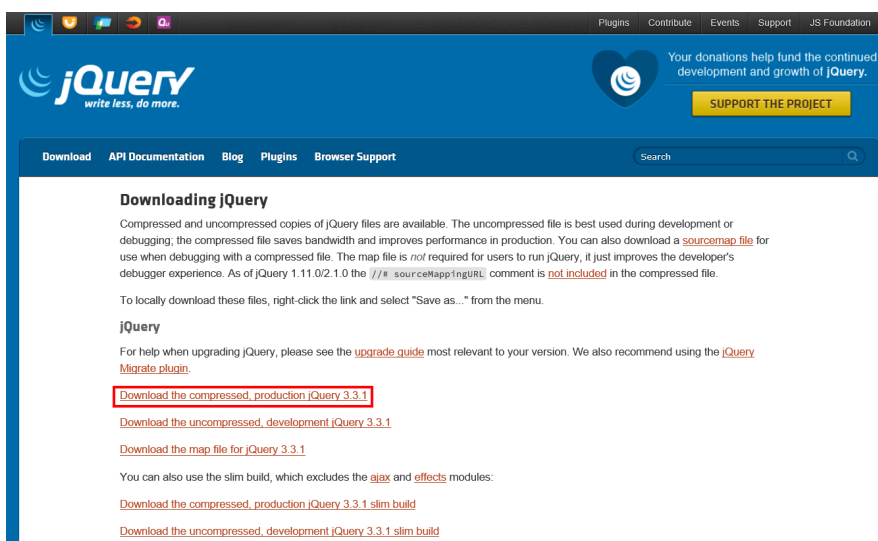 Plugins Contribute Events Support JS Foundation
jQuery
write less, do more.
Your donations help fund the continued
development and growth of jQuery.
SUPPORT THE PROJECT
Download API Documentation Blog Plugins Browser Support
Search
Downloading jQuery
Compressed and uncompressed copies of jQuery files are available. The uncompressed file is best used during development or
debugging; the compressed file saves bandwidth and improves performance in production. You can also download a sourcemap file for
use when debugging with a compressed file. The map file is not required for users to run jQuery, it just improves the developer's
debugger experience. As of jQuery 1.11.0/2.1.0 the //# sourceMappingURL comment is not included in the compressed file.
To locally download these files, right-click the link and select "Save as..." from the menu.
jQuery
For help when upgrading jQuery, please see the upgrade guide most relevant to your version. We also recommend using the jQuery
Migrate plugin.
Download the compressed, production jQuery 3.3.1
Download the uncompressed, development jQuery 3.3.1
Download the map file for jQuery 3.3.1
You can also use the slim build, which excludes the ajax and effects modules:
Download the compressed, production jQuery 3.3.1 slim build
Download the uncompressed, development jQuery 3.3.1 slim build